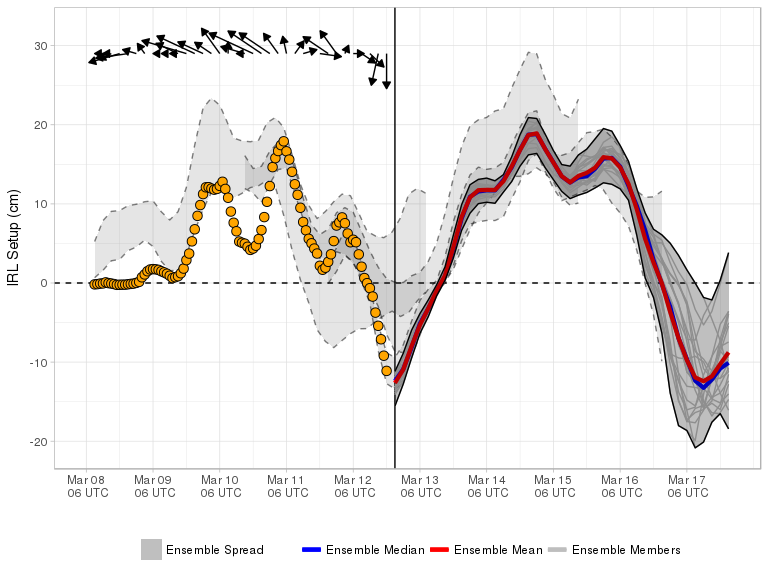 IRL Setup (cm)
30
20
10
0
-10
-20
Mar 08 Mar 09 Mar 10 Mar 11 Mar 12 Mar 13 Mar 14 Mar 15 Mar 16 Mar 17
06 UTC 06 UTC 06 UTC 06 UTC 06 UTC 06 UTC 06 UTC 06 UTC 06 UTC 06 UTC
Ensemble Spread Ensemble Median Ensemble Mean Ensemble Members